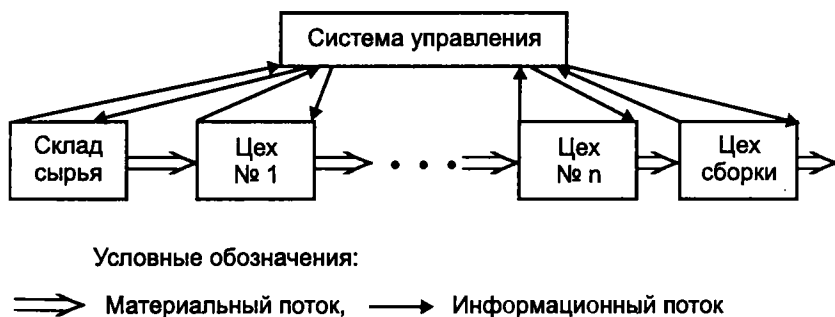 Система управления
Склад
сырья
Цех
№ 1
• • •
Цех
№ n
Цех
сборки
Условные обозначения:
Материальный поток,
Информационный поток